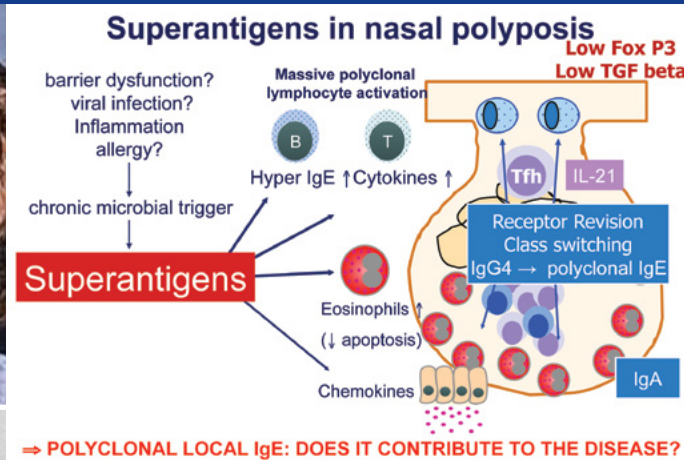 Superantigens in nasal polyposis
Low Fox P3
Low TGF beta
barrier dysfunction?
viral infection?
Inflammation
allergy?
chronic microbial trigger
Superantigens
Massive polyclonal
lymphocyte activation
B
T
Hyper IgE ↑ Cytokines ↑
Eosinophils ↑
(↓ apoptosis)
Chemokines
Tfh
IL-21
Receptor Revision
Class switching
IgG4 → polyclonal IgE
IgA
⇒ POLYCLONAL LOCAL IgE: DOES IT CONTRIBUTE TO THE DISEASE?